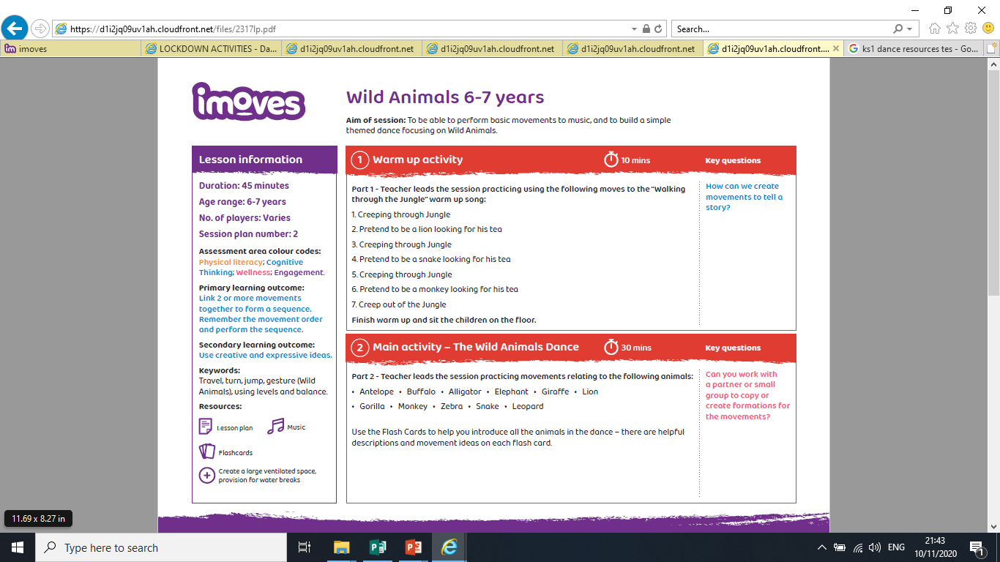 https://d1i2jq09uv1ah.cloudfront.net/files/2317lp.pdf
Search...
imoves
LOCKDOWN ACTIVITIES - Da...
d1i2jq09uv1ah.cloudfront.net
d1i2jq09uv1ah.cloudfront.net
d1i2jq09uv1ah.cloudfront.net
d1i2jq09uv1ah.cloudfront....
ks1 dance resources tes - Go...
imoves
Wild Animals 6-7 years
Aim of session: To be able to perform basic movements to music, and to build a simple
themed dance focusing on Wild Animals.
Lesson information
Duration: 45 minutes
Age range: 6-7 years
No. of players: Varies
Session plan number: 2
Assessment area colour codes:
Physical literacy; Cognitive
Thinking; Wellness; Engagement.
Primary learning outcome:
Link 2 or more movements
together to form a sequence.
Remember the movement order
and perform the sequence.
Secondary learning outcome:
Use creative and expressive ideas.
Keywords:
Travel, turn, jump, gesture (Wild
Animals), using levels and balance.
Resources:
Lesson plan
Music
Flashcards
Create a large ventilated space,
provision for water breaks
1 Warm up activity
10 mins
Key questions
Part 1 - Teacher leads the session practicing using the following moves to the “Walking
through the Jungle” warm up song:
1. Creeping through Jungle
2. Pretend to be a lion looking for his tea
3. Creeping through Jungle
4. Pretend to be a snake looking for his tea
5. Creeping through Jungle
6. Pretend to be a monkey looking for his tea
7. Creep out of the Jungle
Finish warm up and sit the children on the floor.
How can we create
movements to tell a
story?
2 Main activity – The Wild Animals Dance
30 mins
Key questions
Part 2 - Teacher leads the session practicing movements relating to the following animals:
• Antelope • Buffalo • Alligator • Elephant • Giraffe • Lion
• Gorilla • Monkey • Zebra • Snake • Leopard
Use the Flash Cards to help you introduce all the animals in the dance – there are helpful
descriptions and movement ideas on each flash card.
Can you work with
a partner or small
group to copy or
create formations for
the movements?
11.69 x 8.27 in
Type here to search
ENG
21:43
10/11/2020
1